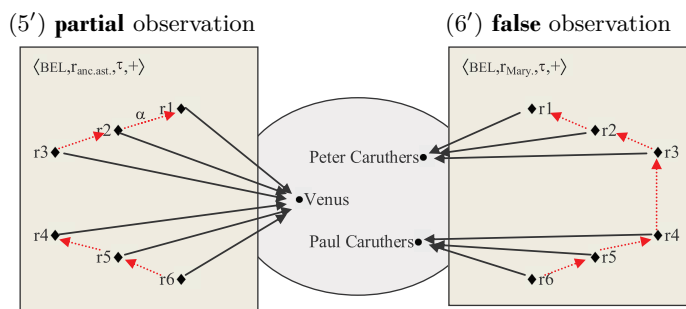 (5′) partial observation
(6′) false observation
⟨BEL,r_anc.ast.,τ,+⟩
⟨BEL,r_Mary.,τ,+⟩
α
r1
r2
r3
r4
r5
r6
Venus
Peter Caruthers
Paul Caruthers
r1
r2
r3
r4
r5
r6